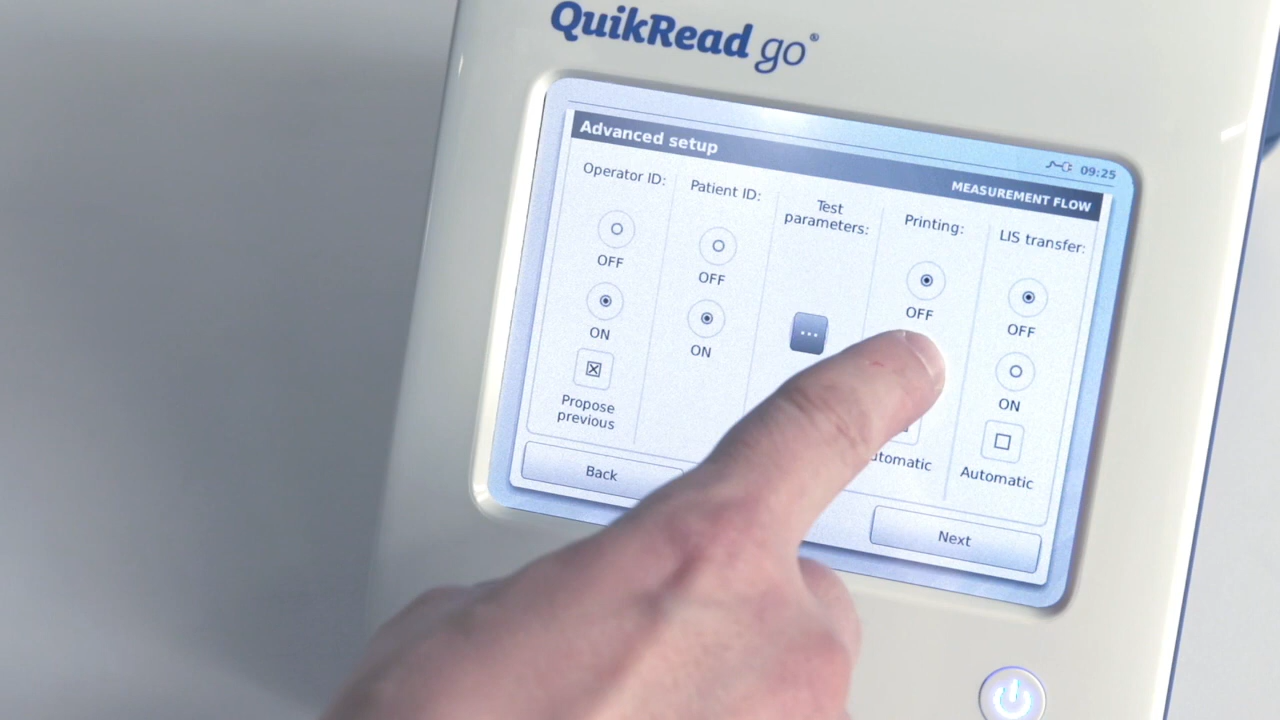 QuikRead go®
09:25
Advanced setup
MEASUREMENT FLOW
Operator ID:
OFF
ON
Propose
previous
Patient ID:
OFF
ON
Test
parameters:
...
Printing:
OFF
LIS transfer:
OFF
ON
Automatic
Back
Next